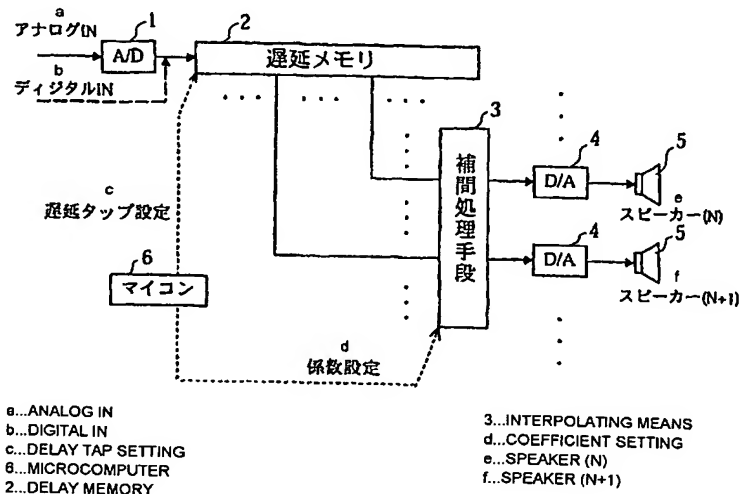 a
アナログIN
1
A/D
b
ディジタルIN
2
遅延メモリ
3
補間処理手段
4
D/A
5
e
スピーカー(N)
4
D/A
5
f
スピーカー(N+1)
c
遅延タップ設定
6
マイコン
d
係数設定
a...ANALOG IN
b...DIGITAL IN
c...DELAY TAP SETTING
6...MICROCOMPUTER
2...DELAY MEMORY
3...INTERPOLATING MEANS
d...COEFFICIENT SETTING
e...SPEAKER (N)
f...SPEAKER (N+1)